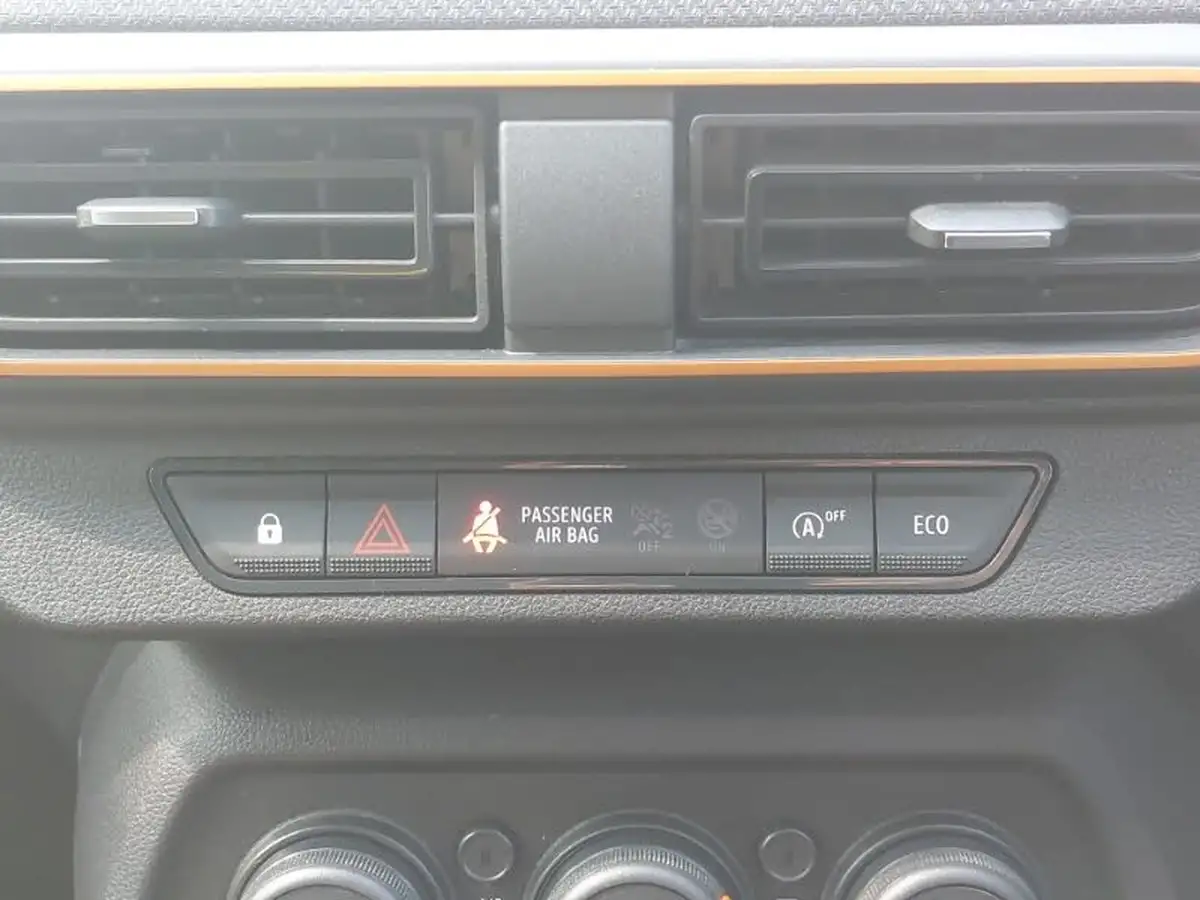 PASSENGER
AIR BAG
OFF
ON
A OFF
ECO